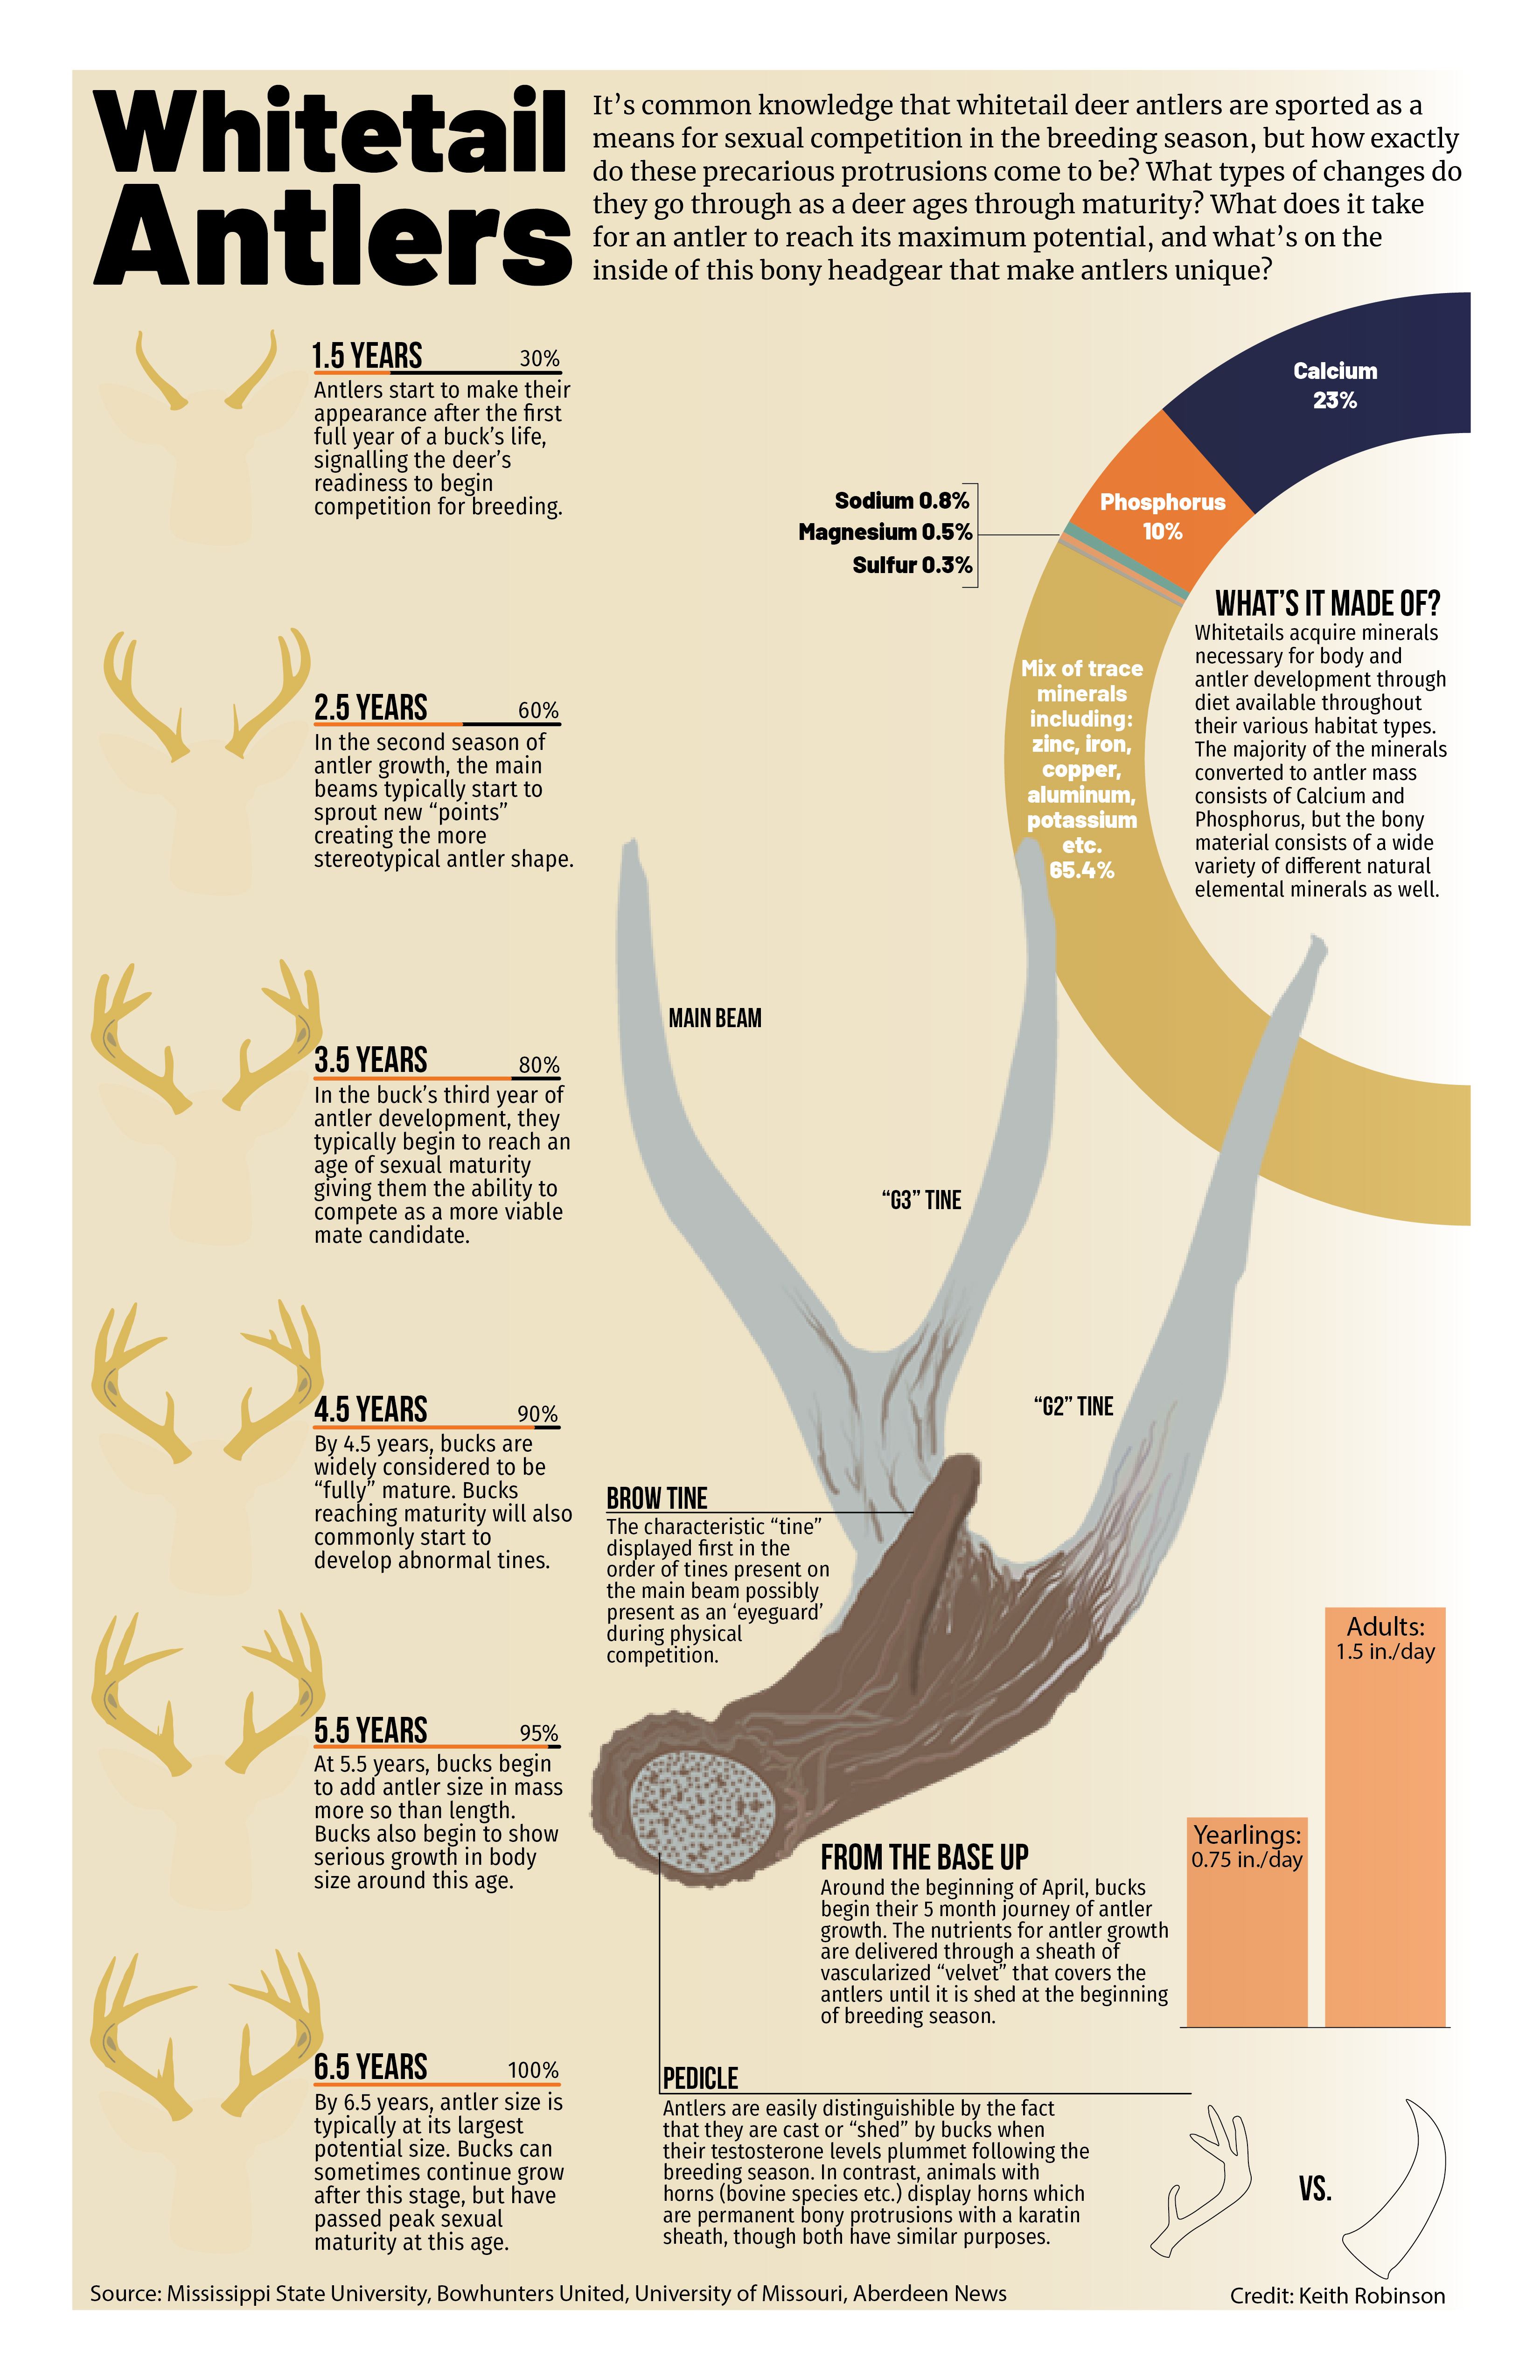 Whitetail
Antlers
It's common knowledge that whitetail deer antlers are sported as a
means for sexual competition in the breeding season, but how exactly
do these precarious protrusions come to be? What types of changes do
they go through as a deer ages through maturity? What does it take
for an antler to reach its maximum potential, and what's on the
inside of this bony headgear that make antlers unique?
1.5 YEARS 30%
Antlers start to make their
appearance after the first
full year of a buck's life,
signalling the deer's
readiness to begin
competition for breeding.
2.5 YEARS 60%
In the second season of
antler growth, the main
beams typically start to
sprout new “points”
creating the more
stereotypical antler shape.
3.5 YEARS 80%
In the buck's third year of
antler development, they
typically begin to reach an
age of sexual maturity
giving them the ability to
compete as a more viable
mate candidate.
4.5 YEARS 90%
By 4.5 years, bucks are
widely considered to be
“fully” mature. Bucks
reaching maturity will also
commonly start to
develop abnormal tines.
5.5 YEARS 95%
At 5.5 years, bucks begin
to add antler size in mass
more so than length.
Bucks also begin to show
serious growth in body
size around this age.
6.5 YEARS 100%
By 6.5 years, antler size is
typically at its largest
potential size. Bucks can
sometimes continue grow
after this stage, but have
passed peak sexual
maturity at this age.
Calcium
23%
Phosphorus
10%
Sodium 0.8%
Magnesium 0.5%
Sulfur 0.3%
Mix of trace
minerals
including:
zinc, iron,
copper,
aluminum,
potassium
etc.
65.4%
WHAT'S IT MADE OF?
Whitetails acquire minerals
necessary for body and
antler development through
diet available throughout
their various habitat types.
The majority of the minerals
converted to antler mass
consists of Calcium and
Phosphorus, but the bony
material consists of a wide
variety of different natural
elemental minerals as well.
MAIN BEAM
“G3” TINE
“G2” TINE
BROW TINE
The characteristic “tine”
displayed first in the
order of tines present on
the main beam possibly
present as an ‘eyeguard’
during physical
competition.
FROM THE BASE UP
Around the beginning of April, bucks
begin their 5 month journey of antler
growth. The nutrients for antler growth
are delivered through a sheath of
vascularized “velvet” that covers the
antlers until it is shed at the beginning
of breeding season.
Yearlings:
0.75 in./day
Adults:
1.5 in./day
PEDICLE
Antlers are easily distinguishible by the fact
that they are cast or “shed” by bucks when
their testosterone levels plummet following the
breeding season. In contrast, animals with
horns (bovine species etc.) display horns which
are permanent bony protrusions with a karatin
sheath, though both have similar purposes.
VS.
Source: Mississippi State University, Bowhunters United, University of Missouri, Aberdeen News
Credit: Keith Robinson